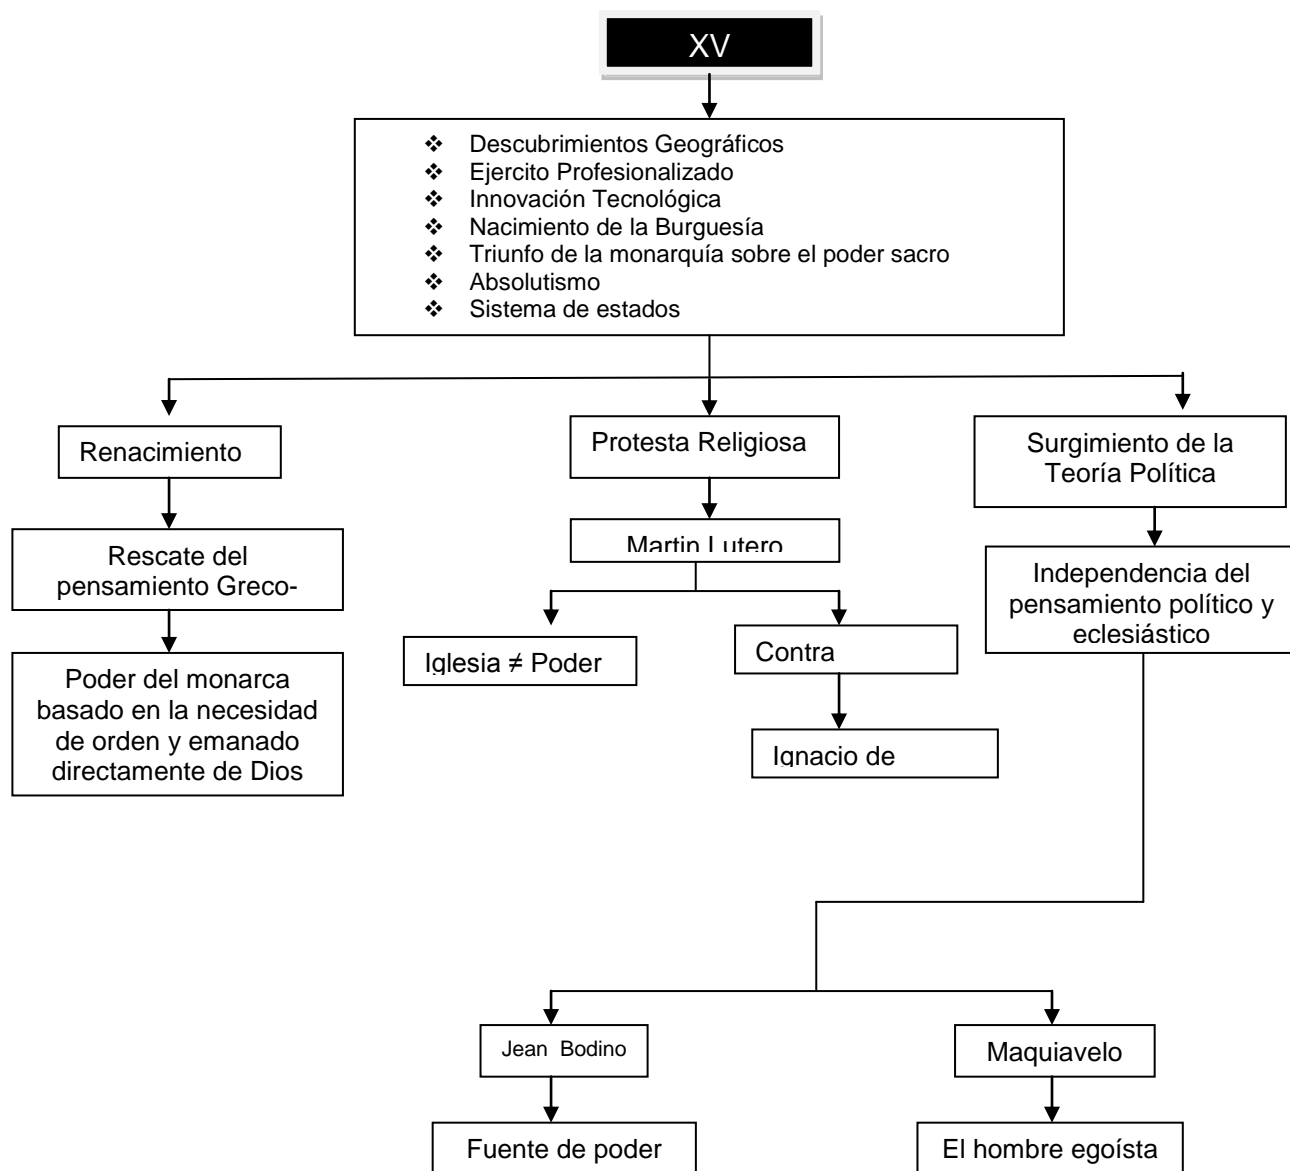 XV
❖ Descubrimientos Geográficos
❖ Ejercito Profesionalizado
❖ Innovación Tecnológica
❖ Nacimiento de la Burguesía
❖ Triunfo de la monarquía sobre el poder sacro
❖ Absolutismo
❖ Sistema de estados
Renacimiento
Rescate del
pensamiento Greco-
Poder del monarca
basado en la necesidad
de orden y emanado
directamente de Dios
Protesta Religiosa
Martin Lutero
Iglesia ≠ Poder
Contra
Ignacio de
Surgimiento de la
Teoría Política
Independencia del
pensamiento político y
eclesiástico
Jean Bodino
Fuente de poder
Maquiavelo
El hombre egoísta